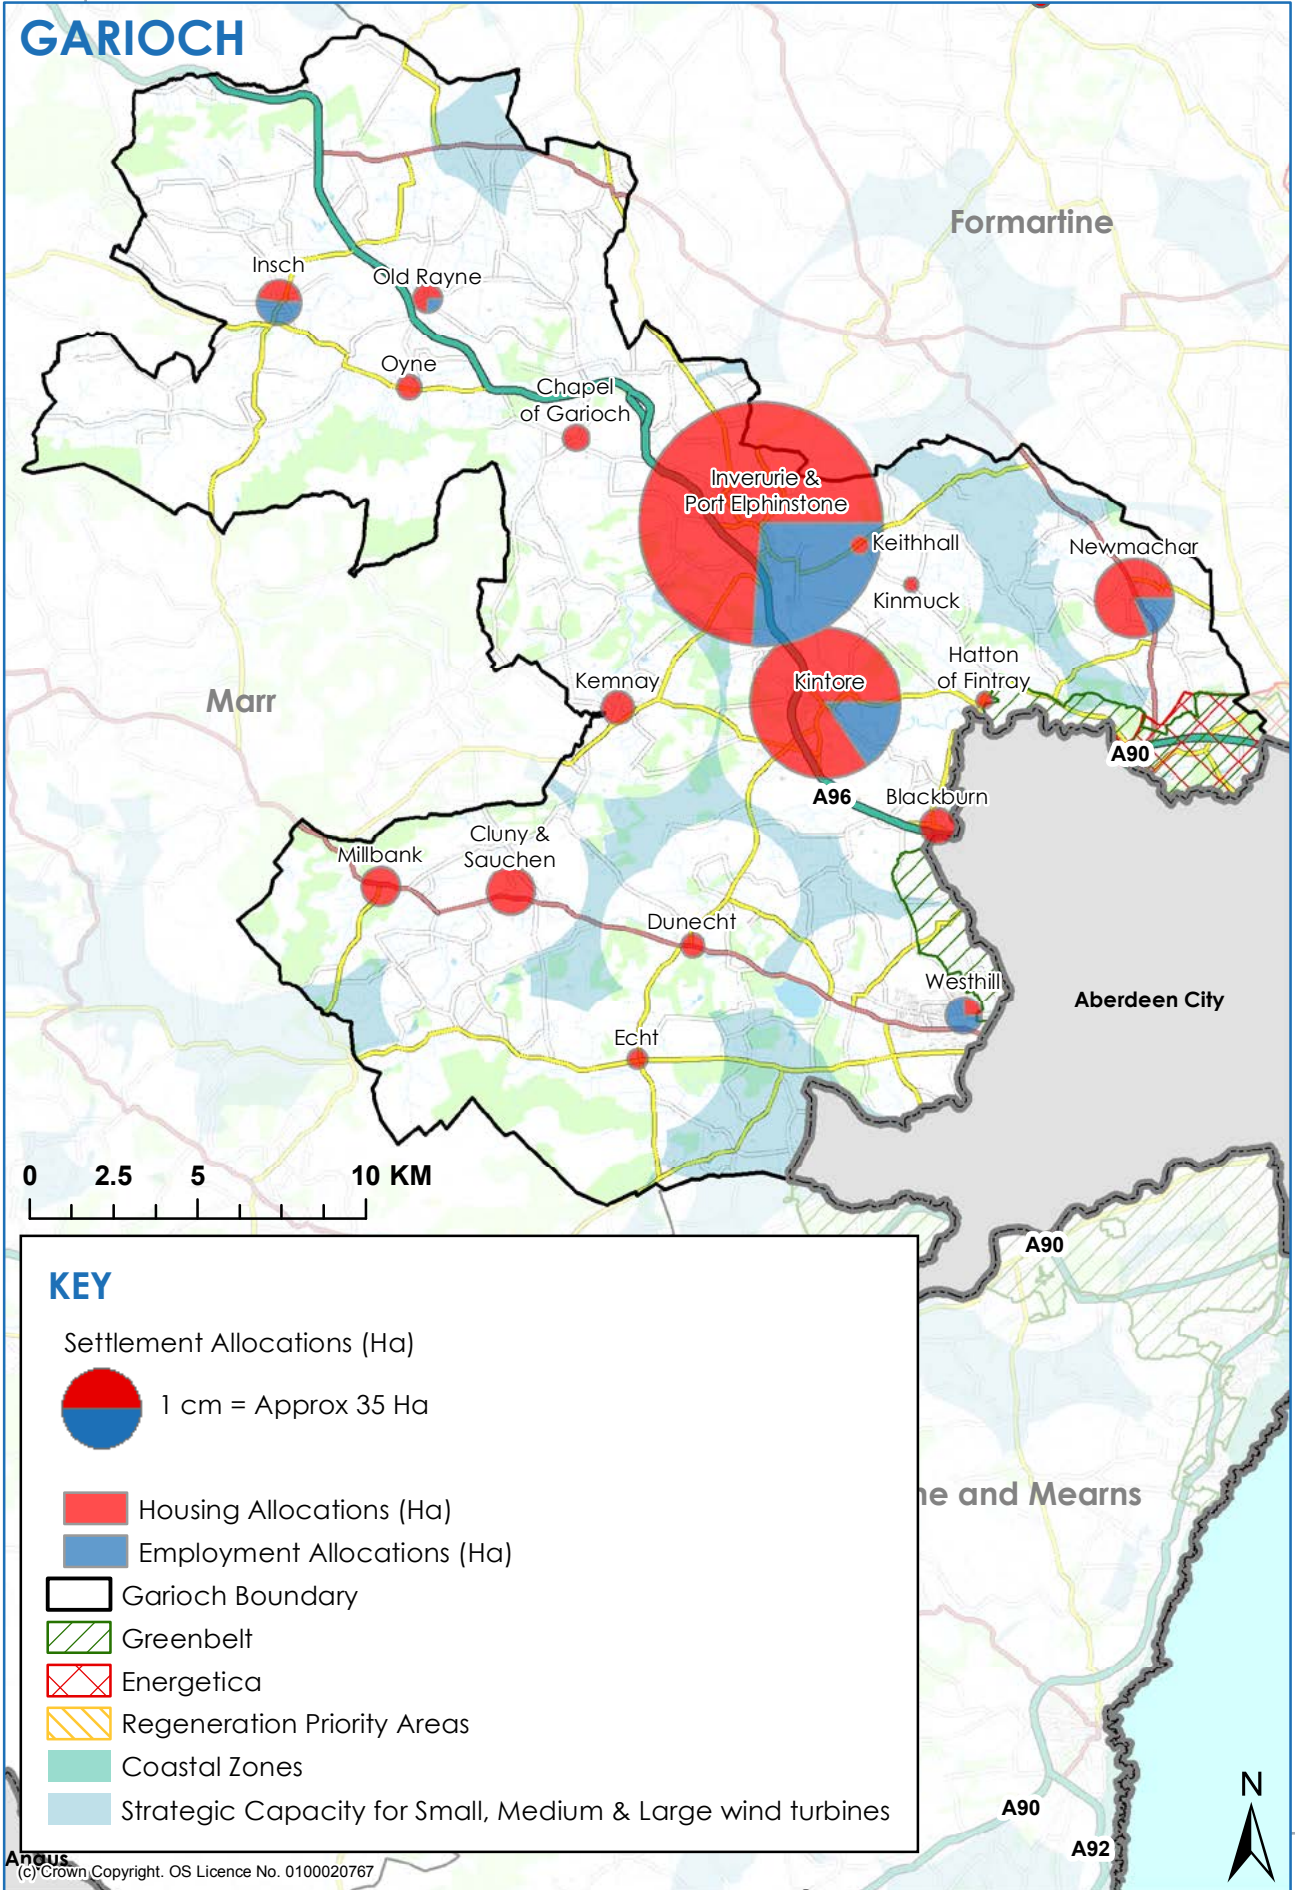 GARIOCH
Formartine
Insch
Old Rayne
Oyne
Chapel
of Garioch
Inverurie &
Port Elphinstone
Keithhall
Newmachar
Kinmuck
Hatton
of Fintray
Kemnay
Kintore
Marr
A90
A96
Blackburn
Cluny &
Sauchen
Millbank
Dunecht
Westhill
Aberdeen City
Echt
0 2.5 5 10 KM
A90
KEY
Settlement Allocations (Ha)
1 cm = Approx 35 Ha
ne and Mearns
Housing Allocations (Ha)
Employment Allocations (Ha)
Garioch Boundary
Greenbelt
Energetica
Regeneration Priority Areas
Coastal Zones
Strategic Capacity for Small, Medium & Large wind turbines
N
A90
A92
Angus
(c) Crown Copyright. OS Licence No. 0100020767